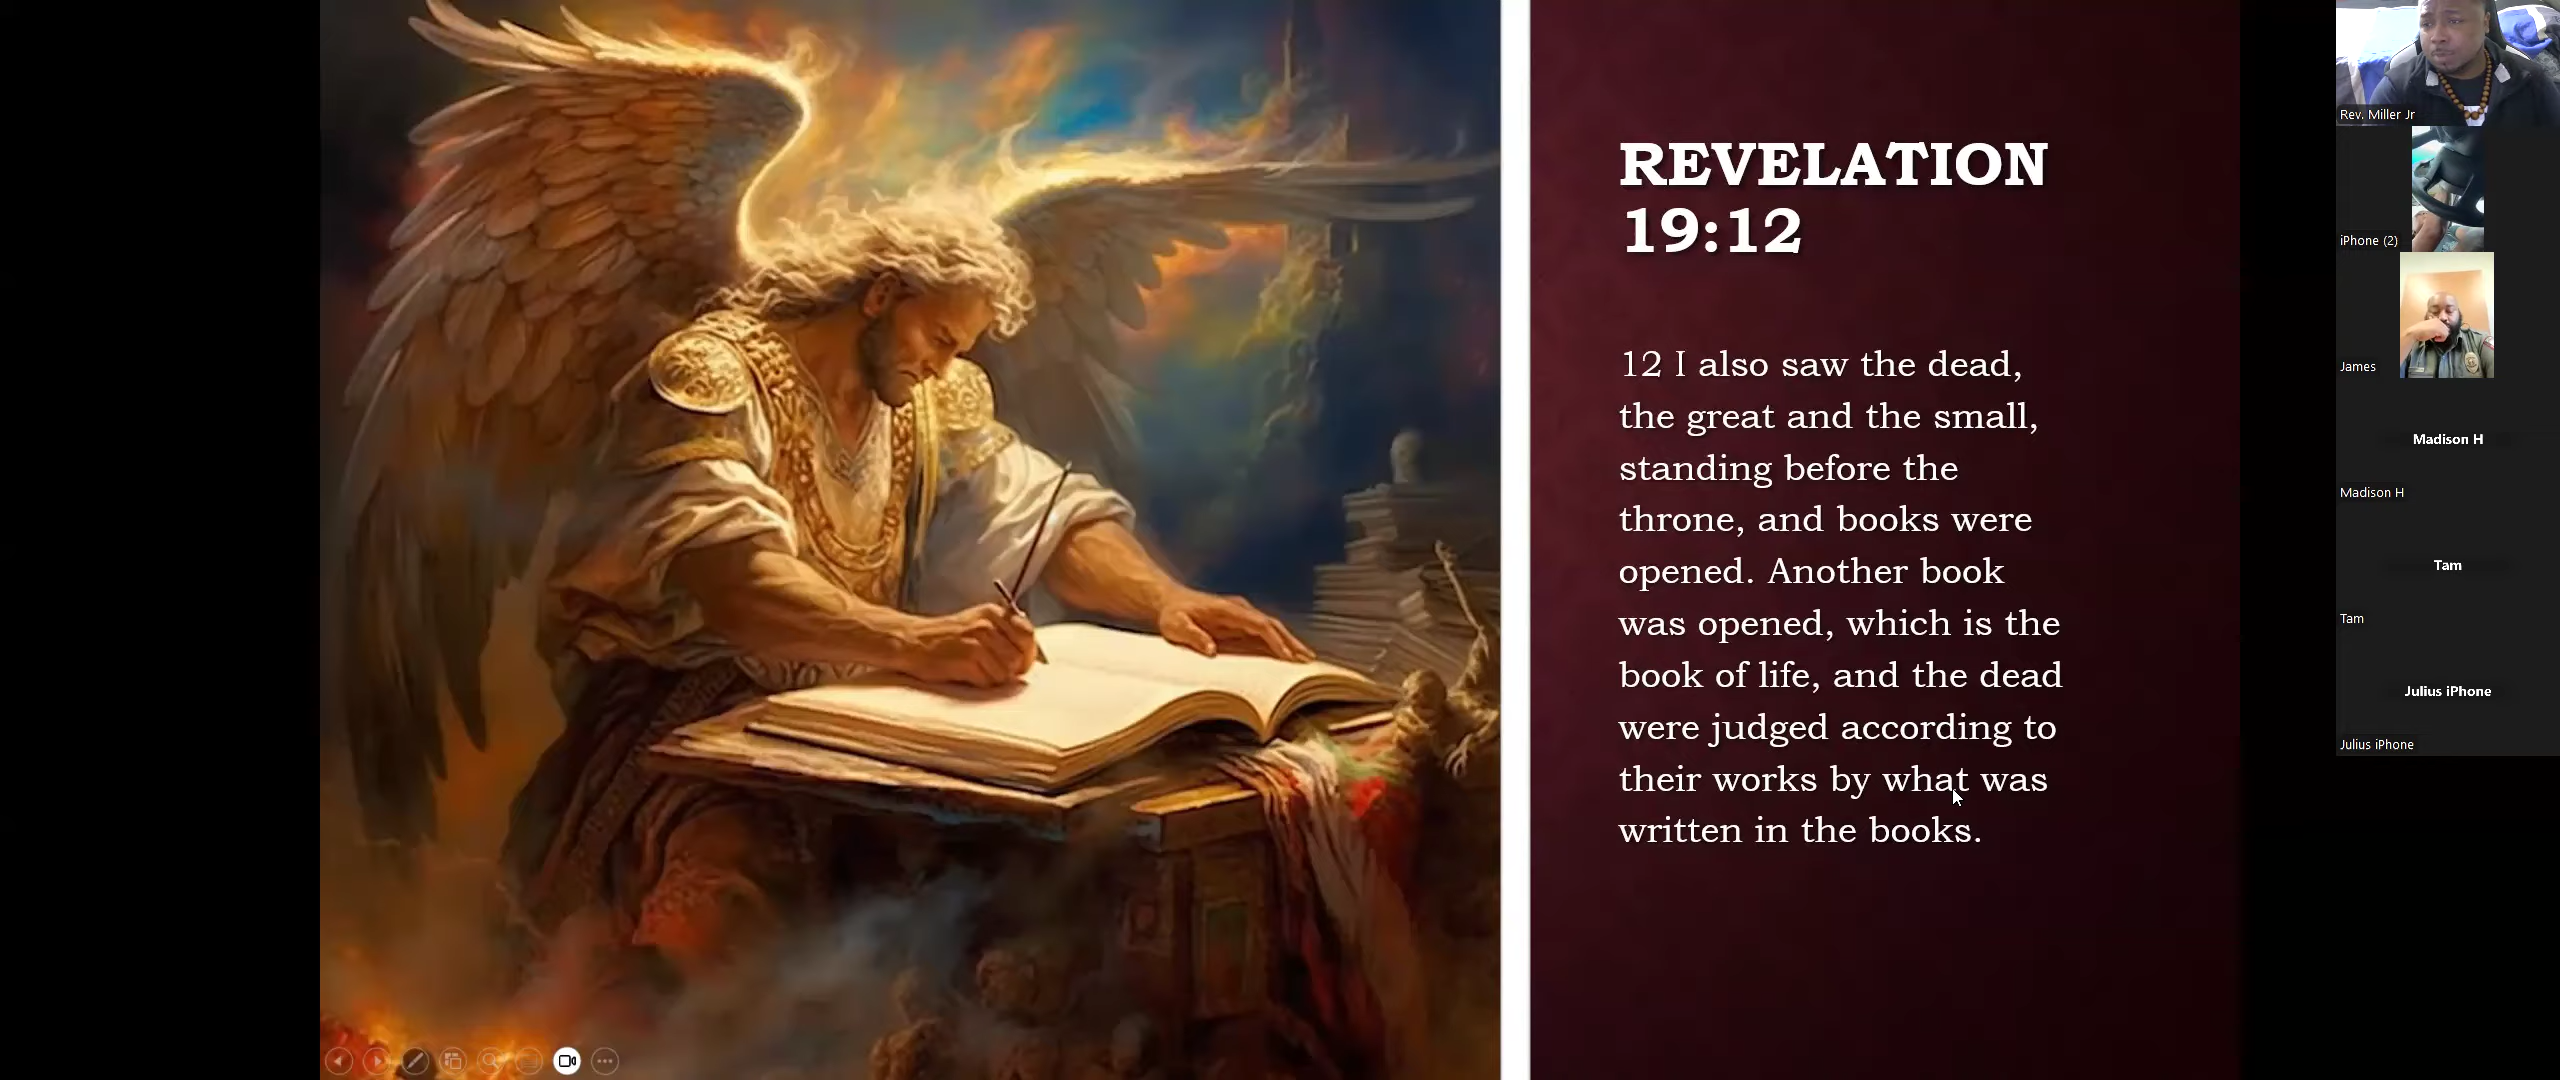 REVELATION
19:12
12 I also saw the dead,
the great and the small,
standing before the
throne, and books were
opened. Another book
was opened, which is the
book of life, and the dead
were judged according to
their works by what was
written in the books.
Rev. Miller Jr
iPhone (2)
James
Madison H
Madison H
Tam
Tam
Julius iPhone
Julius iPhone